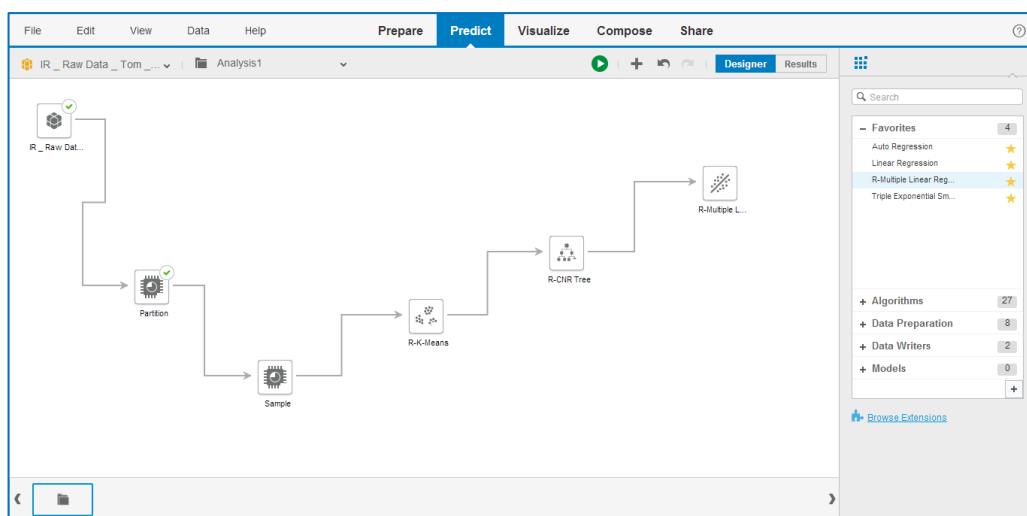 File Edit View Data Help Prepare Predict Visualize Compose Share
IR _ Raw Data _ Tom _... Analysis1 Designer Results
IR _ Raw Dat...
Partition
Sample
R-K-Means
R-CNR Tree
R-Multiple L...
Search
Favorites 4
Auto Regression
Linear Regression
R-Multiple Linear Reg...
Triple Exponential Sm...
Algorithms 27
Data Preparation 8
Data Writers 2
Models 0
Browse Extensions